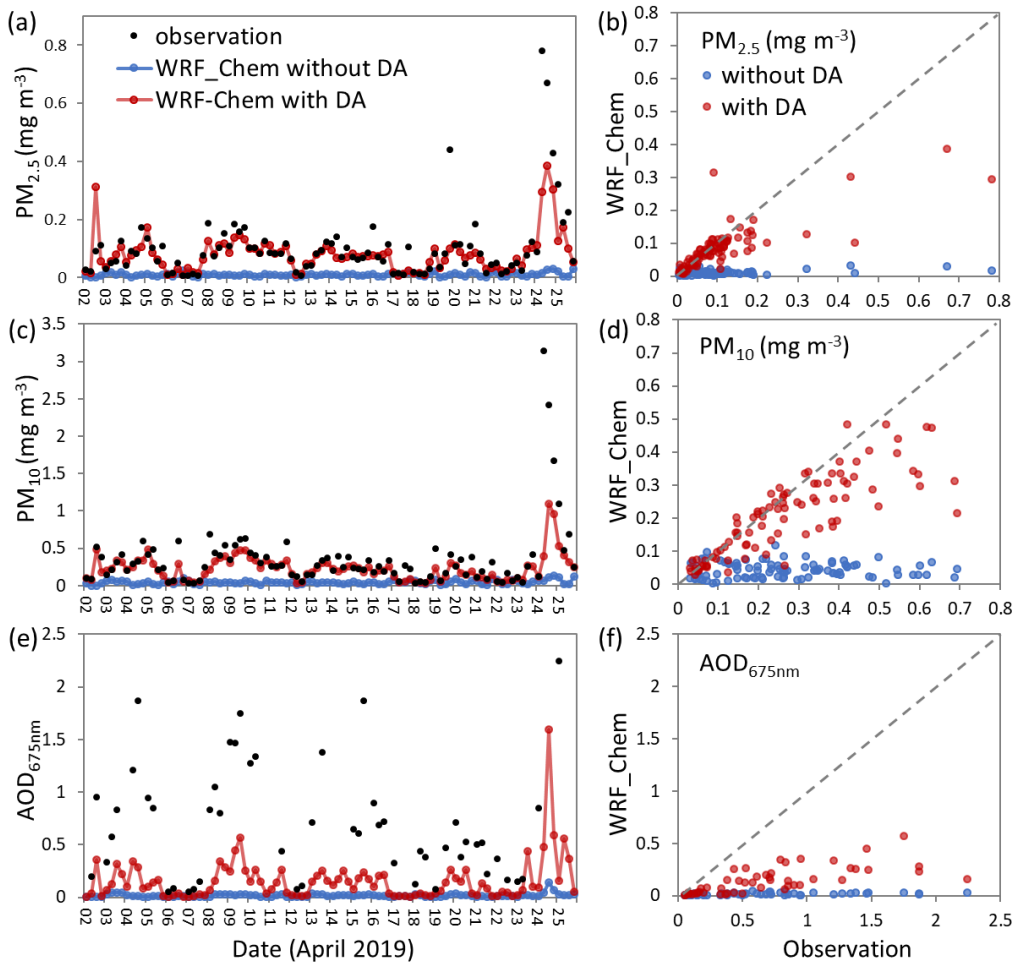 (a)
observation
WRF_Chem without DA
WRF-Chem with DA
PM2.5 (mg m-3)
0.8
0.6
0.4
0.2
0
02 03 04 05 06 07 08 09 10 11 12 13 14 15 16 17 18 19 20 21 22 23 24 25
(b)
PM2.5 (mg m-3)
without DA
with DA
WRF_Chem
0.8
0.7
0.6
0.5
0.4
0.3
0.2
0.1
0
0 0.1 0.2 0.3 0.4 0.5 0.6 0.7 0.8
(c)
PM10 (mg m-3)
3.5
3
2.5
2
1.5
1
0.5
0
02 03 04 05 06 07 08 09 10 11 12 13 14 15 16 17 18 19 20 21 22 23 24 25
(d)
PM10 (mg m-3)
WRF_Chem
0.8
0.7
0.6
0.5
0.4
0.3
0.2
0.1
0
0 0.1 0.2 0.3 0.4 0.5 0.6 0.7 0.8
(e)
AOD675nm
2.5
2
1.5
1
0.5
0
02 03 04 05 06 07 08 09 10 11 12 13 14 15 16 17 18 19 20 21 22 23 24 25
Date (April 2019)
(f)
AOD675nm
WRF_Chem
2.5
2
1.5
1
0.5
0
0 0.5 1 1.5 2 2.5
Observation